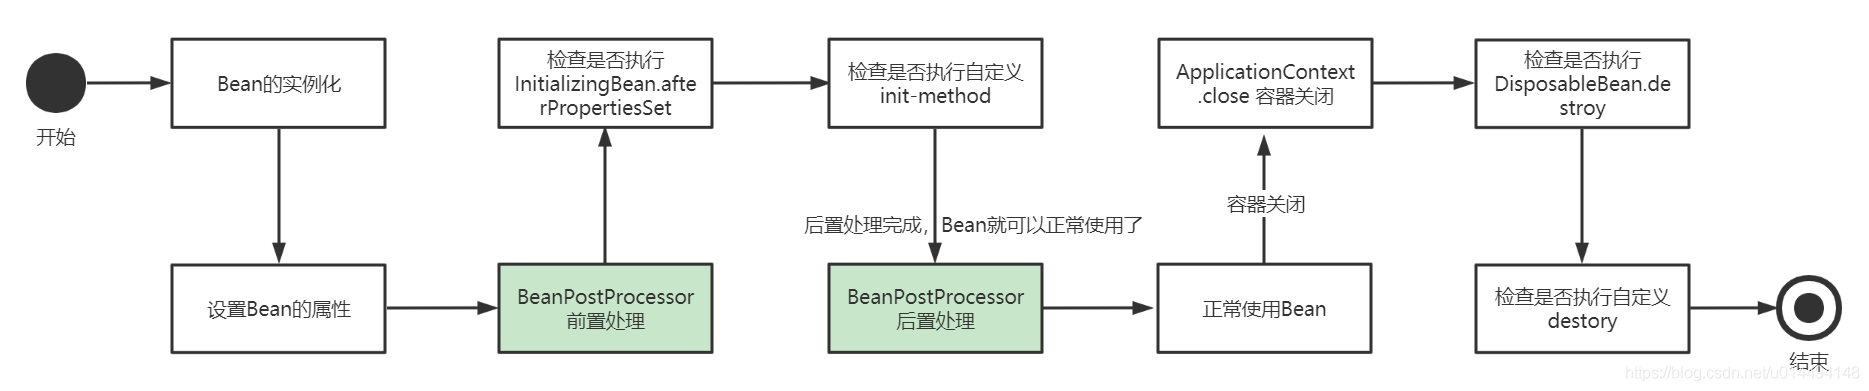 开始
Bean的实例化
设置Bean的属性
BeanPostProcessor
前置处理
检查是否执行
InitializingBean.afte
rPropertiesSet
检查是否执行自定义
init-method
后置处理完成，Bean就可以正常使用了
BeanPostProcessor
后置处理
正常使用Bean
容器关闭
ApplicationContext
.close 容器关闭
检查是否执行
DisposableBean.de
stroy
检查是否执行自定义
destory
结束
https://blog.csdn.net/u014494148